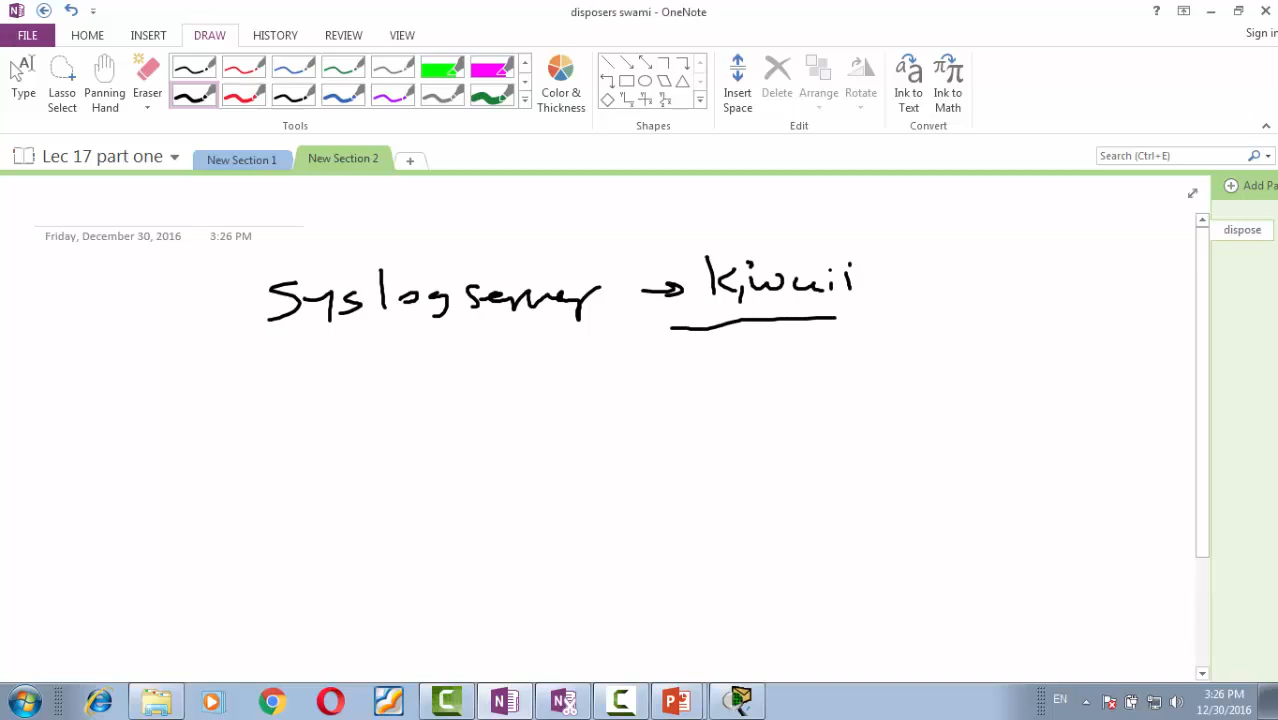 disposers swami - OneNote
Sign in
FILE HOME INSERT DRAW HISTORY REVIEW VIEW
Type Lasso Select Panning Hand Eraser
Color & Thickness
Insert Space Delete Arrange Rotate
Ink to Text Ink to Math
Tools Shapes Edit Convert
Lec 17 part one New Section 1 New Section 2 Search (Ctrl+E)
Add Pa
dispose
Friday, December 30, 2016 3:26 PM
Syslog server → kiwuii
EN 3:26 PM
12/30/2016